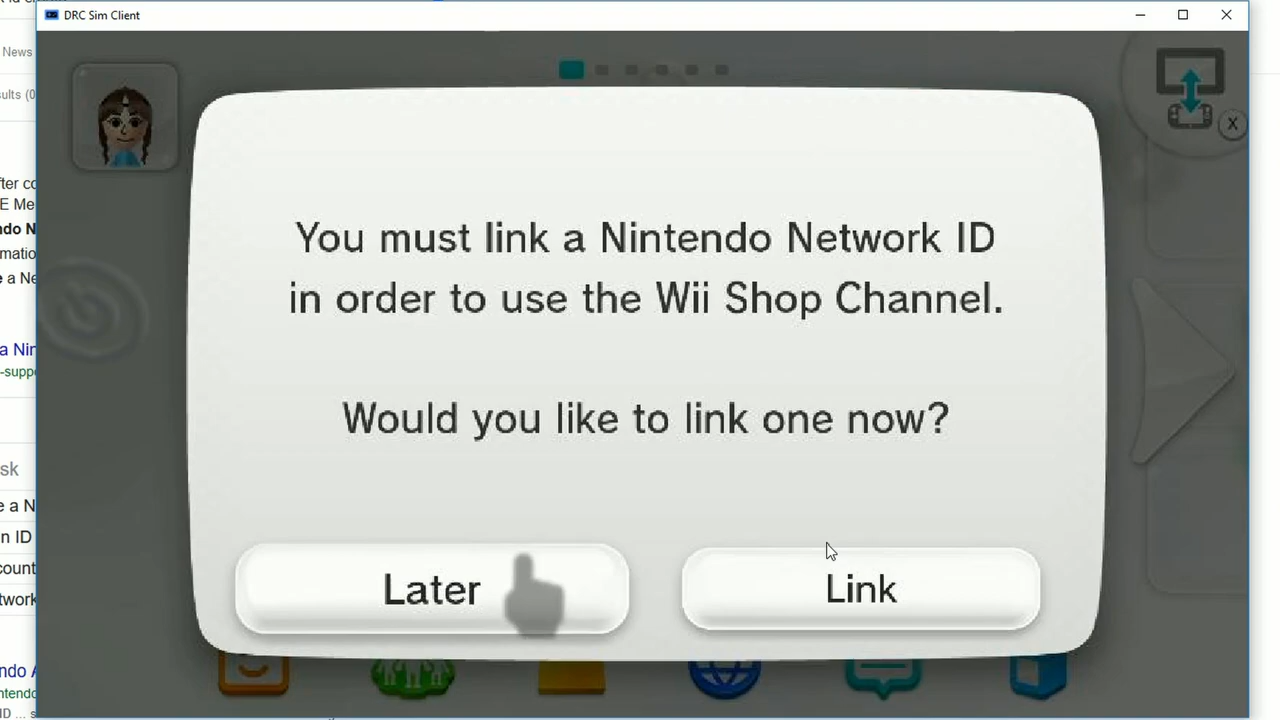 DRC Sim Client
News
X
You must link a Nintendo Network ID
in order to use the Wii Shop Channel.
Would you like to link one now?
Later
Link